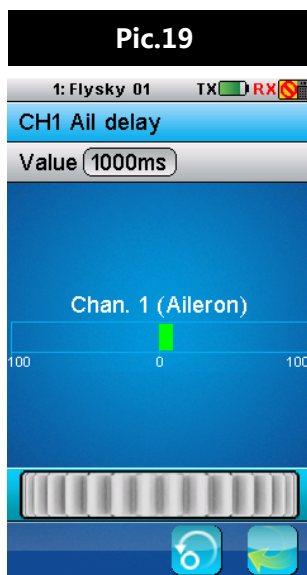 Pic.19
1: Flysky 01 TX RX
CH1 Ail delay
Value 1000ms
Chan. 1 (Aileron)
100 0 100